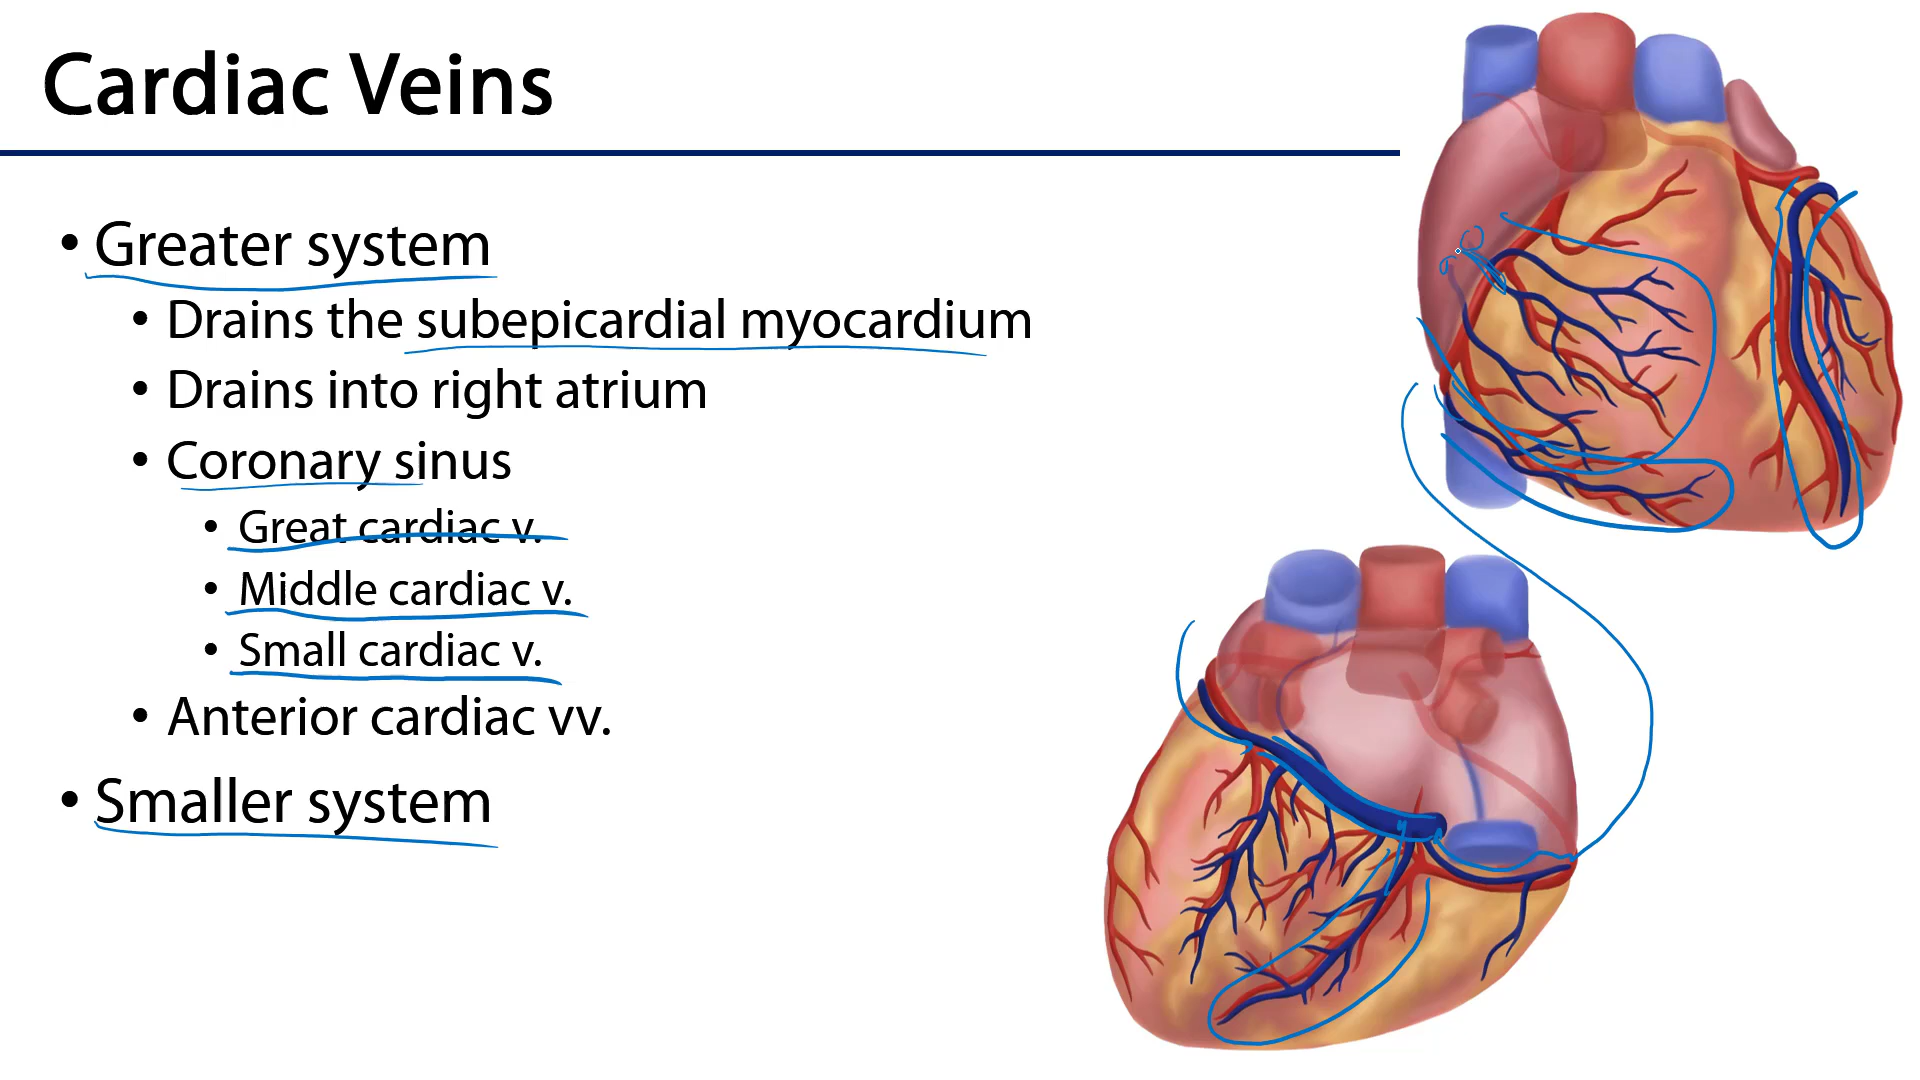 Cardiac Veins
• Greater system
• Drains the subepicardial myocardium
• Drains into right atrium
• Coronary sinus
• Great cardiac v.
• Middle cardiac v.
• Small cardiac v.
• Anterior cardiac vv.
• Smaller system